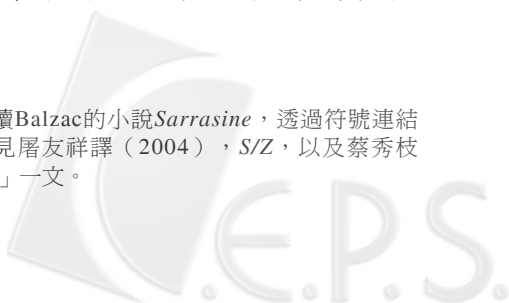 讀Balzac的小說Sarrasine，透過符號連結
見屠友祥譯（2004），S/Z，以及蔡秀枝
」一文。
C.E.P.S.